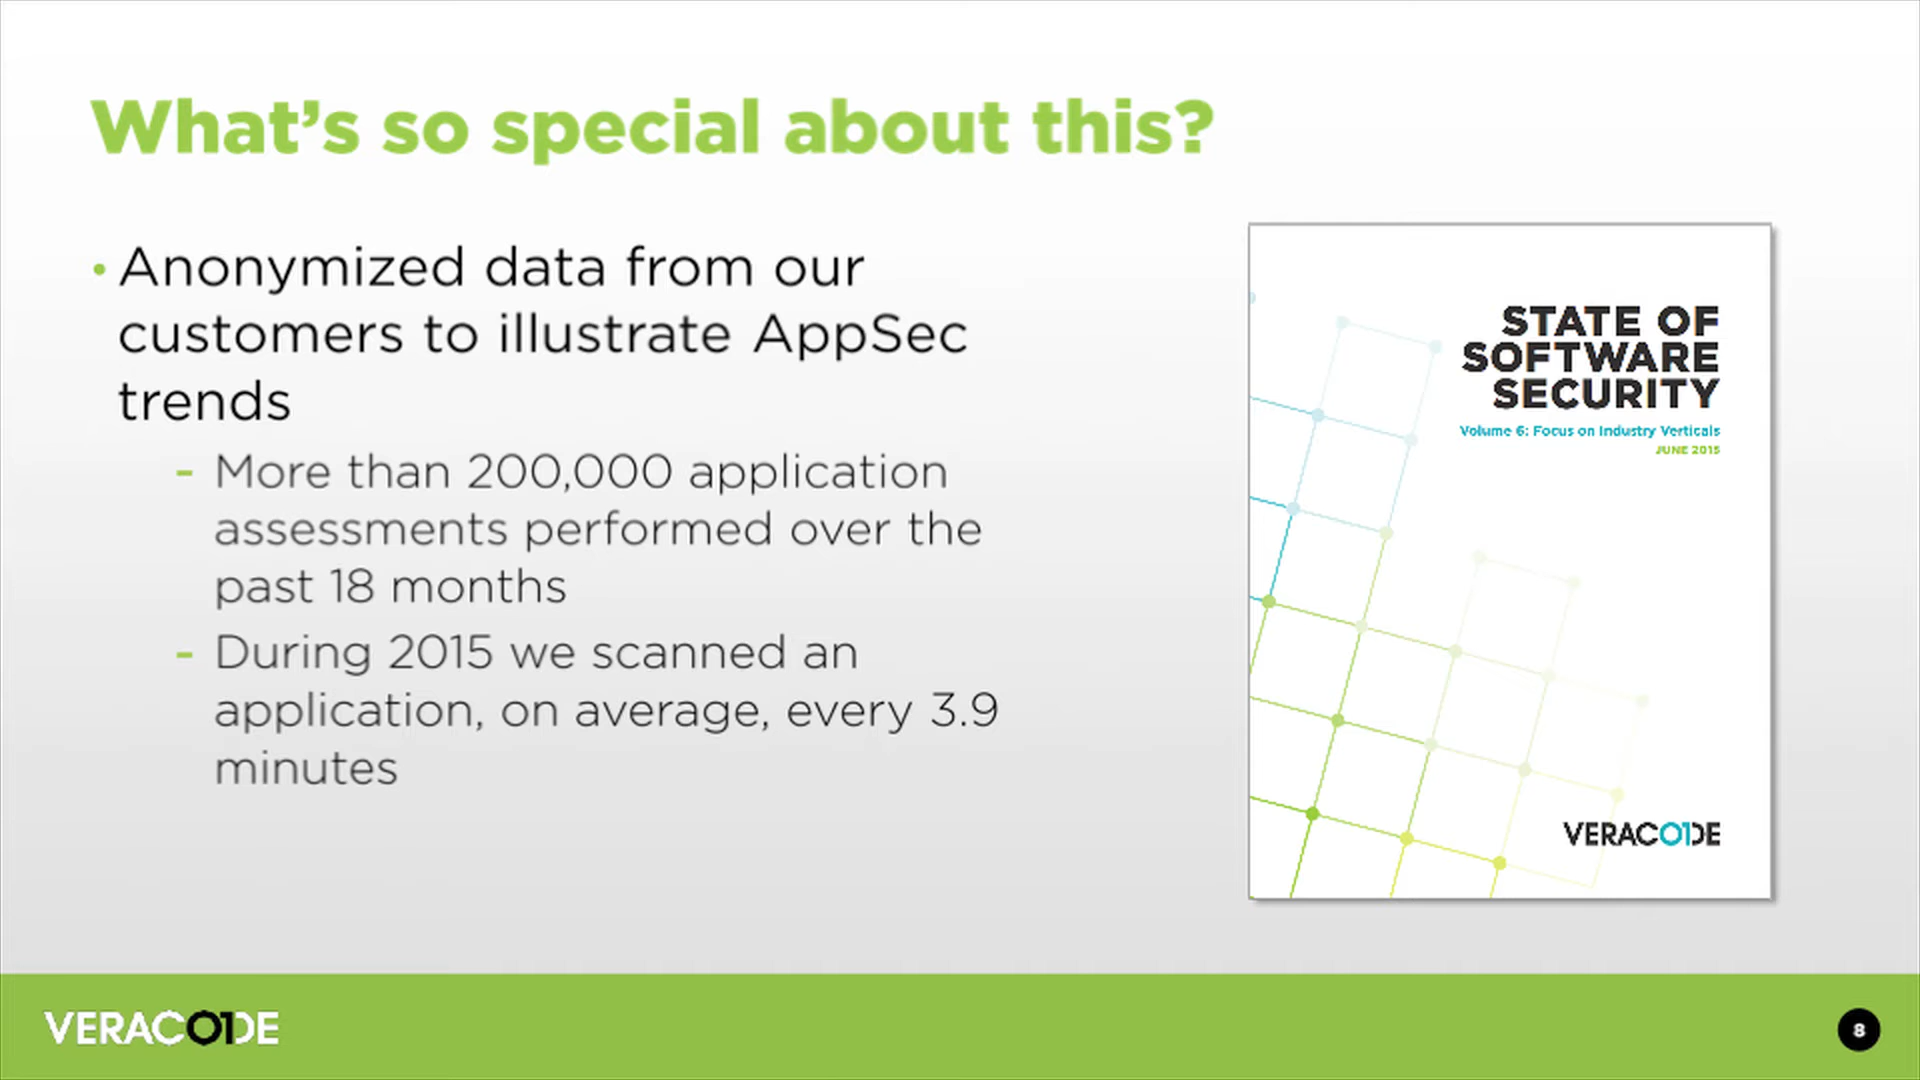 What's so special about this?
• Anonymized data from our
customers to illustrate AppSec
trends
- More than 200,000 application
assessments performed over the
past 18 months
- During 2015 we scanned an
application, on average, every 3.9
minutes
STATE OF
SOFTWARE
SECURITY
Volume 6: Focus on Industry Verticals
JUNE 2015
VERACODE
VERACODE
8